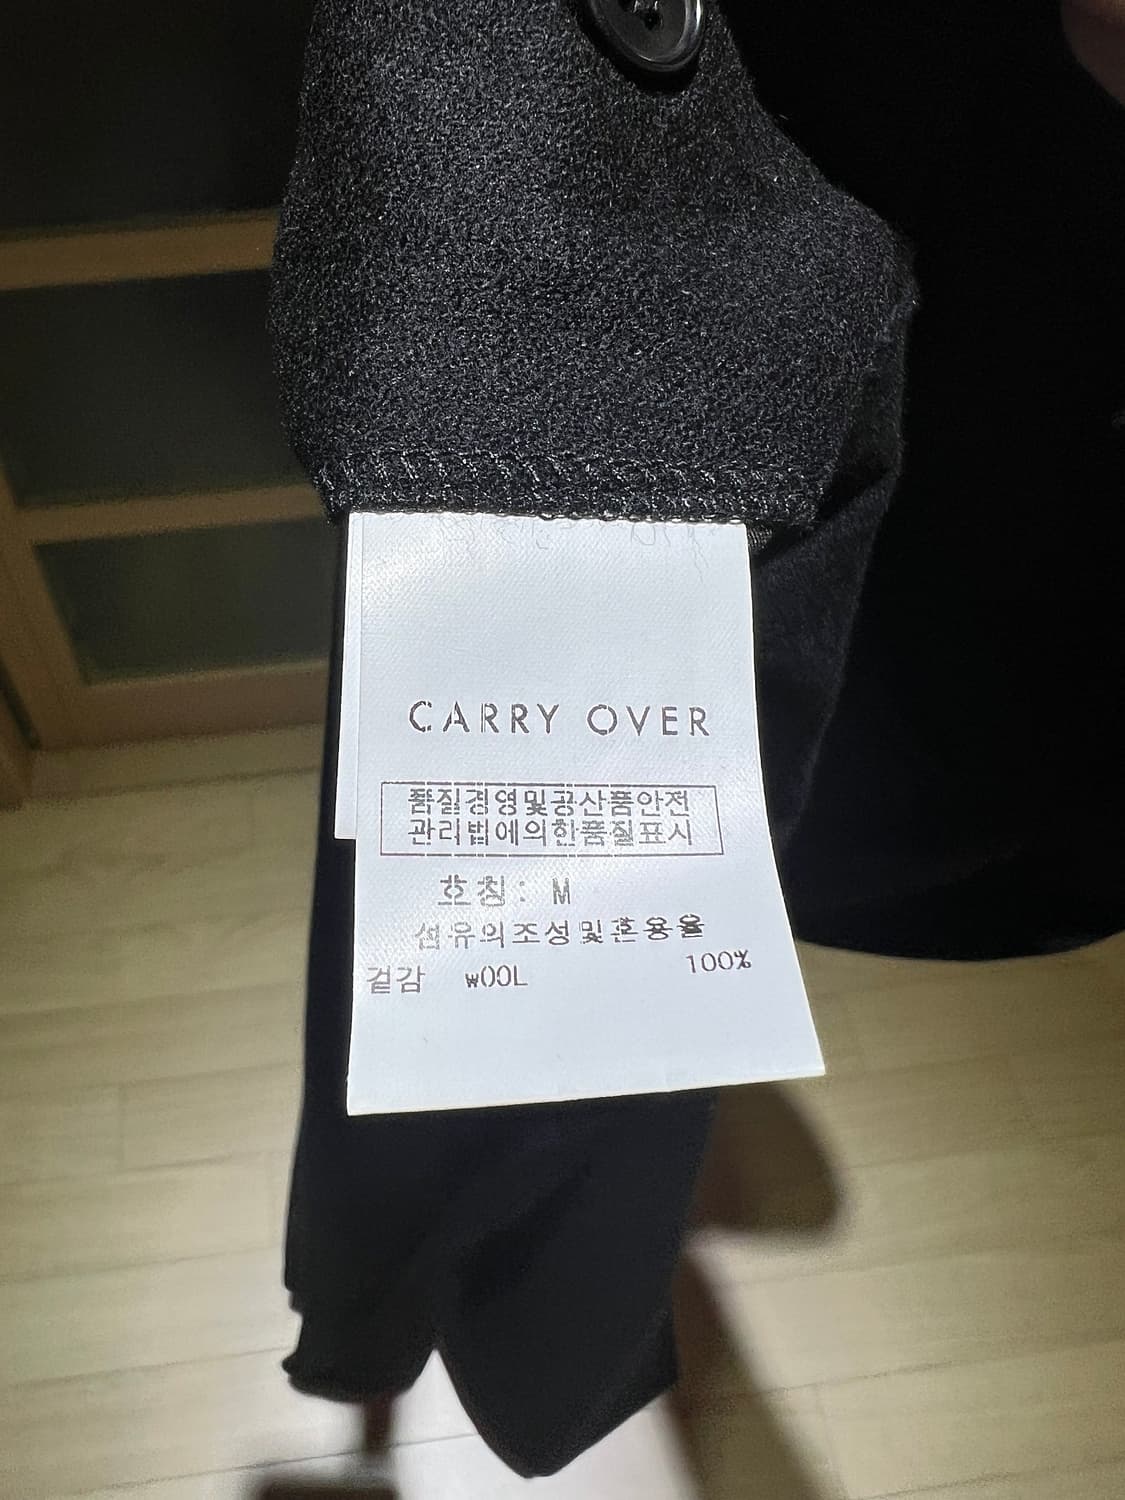 CARRY OVER
품질경영및공산품안전
관리법에의한품질표시
호칭: M
섬유의조성및혼용율
겉감 WOOL 100%